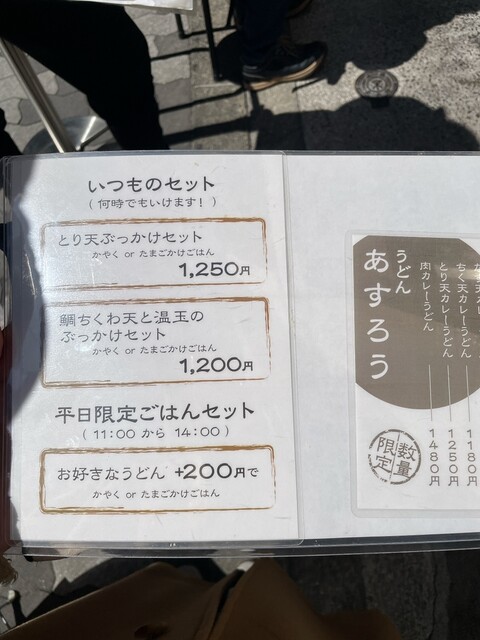 いつものセット
( 何時でもいけます! )
とり天ぶっかけセット
かやく or たまごかけごはん
1,250円
鯛ちくわ天と温玉の
ぶっかけセット
かやく or たまごかけごはん
1,200円
平日限定ごはんセット
( 11:00 から 14:00 )
お好きなうどん +200円で
かやく or たまごかけごはん
うどん
あすろう
ちく天カレーうどん 1180円
とり天カレーうどん 1250円
肉カレーうどん 1480円
数量
限定